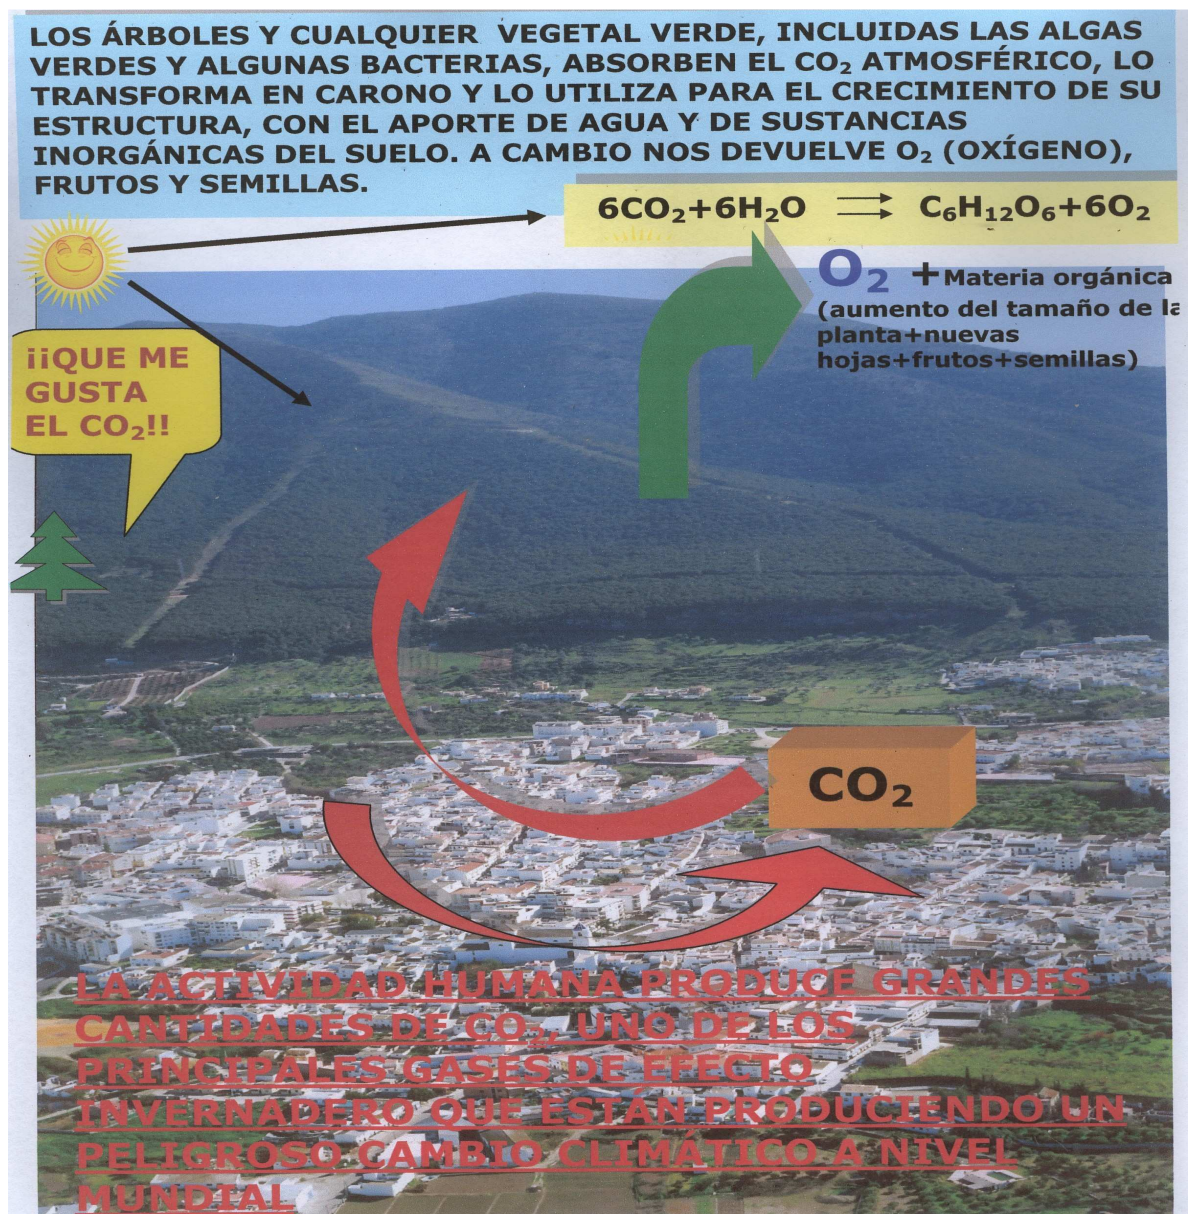 LOS ÁRBOLES Y CUALQUIER VEGETAL VERDE, INCLUIDAS LAS ALGAS
VERDES Y ALGUNAS BACTERIAS, ABSORBEN EL CO₂ ATMOSFÉRICO, LO
TRANSFORMA EN CARONO Y LO UTILIZA PARA EL CRECIMIENTO DE SU
ESTRUCTURA, CON EL APORTE DE AGUA Y DE SUSTANCIAS
INORGÁNICAS DEL SUELO. A CAMBIO NOS DEVUELVE O₂ (OXÍGENO),
FRUTOS Y SEMILLAS.
6CO₂+6H₂O ⇉ C₆H₁₂O₆+6O₂
O₂ +Materia orgánica
(aumento del tamaño de la
planta+nuevas
hojas+frutos+semillas)
¡¡QUE ME
GUSTA
EL CO₂!!
CO₂
LA ACTIVIDAD HUMANA PRODUCE GRANDES
CANTIDADES DE CO₂, UNO DE LOS
PRINCIPALES GASES DE EFECTO
INVERNADERO QUE ESTÁN PRODUCIENDO UN
PELIGROSO CAMBIO CLIMÁTICO A NIVEL
MUNDIAL